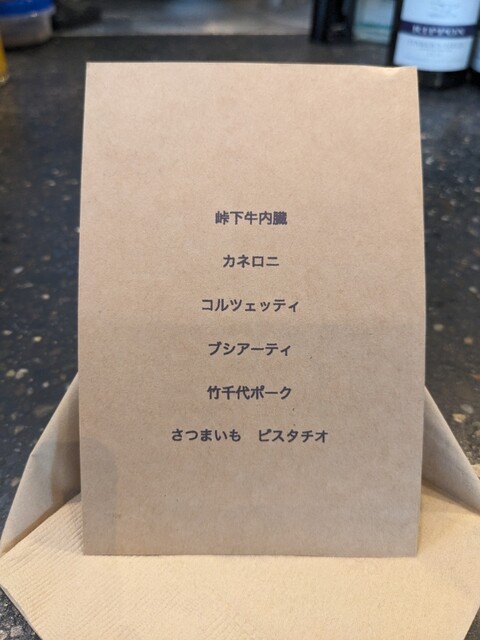 RIPPON
峠下牛内臓
カネロニ
コルツェッティ
ブシアーティ
竹千代ポーク
さつまいも　ピスタチオ